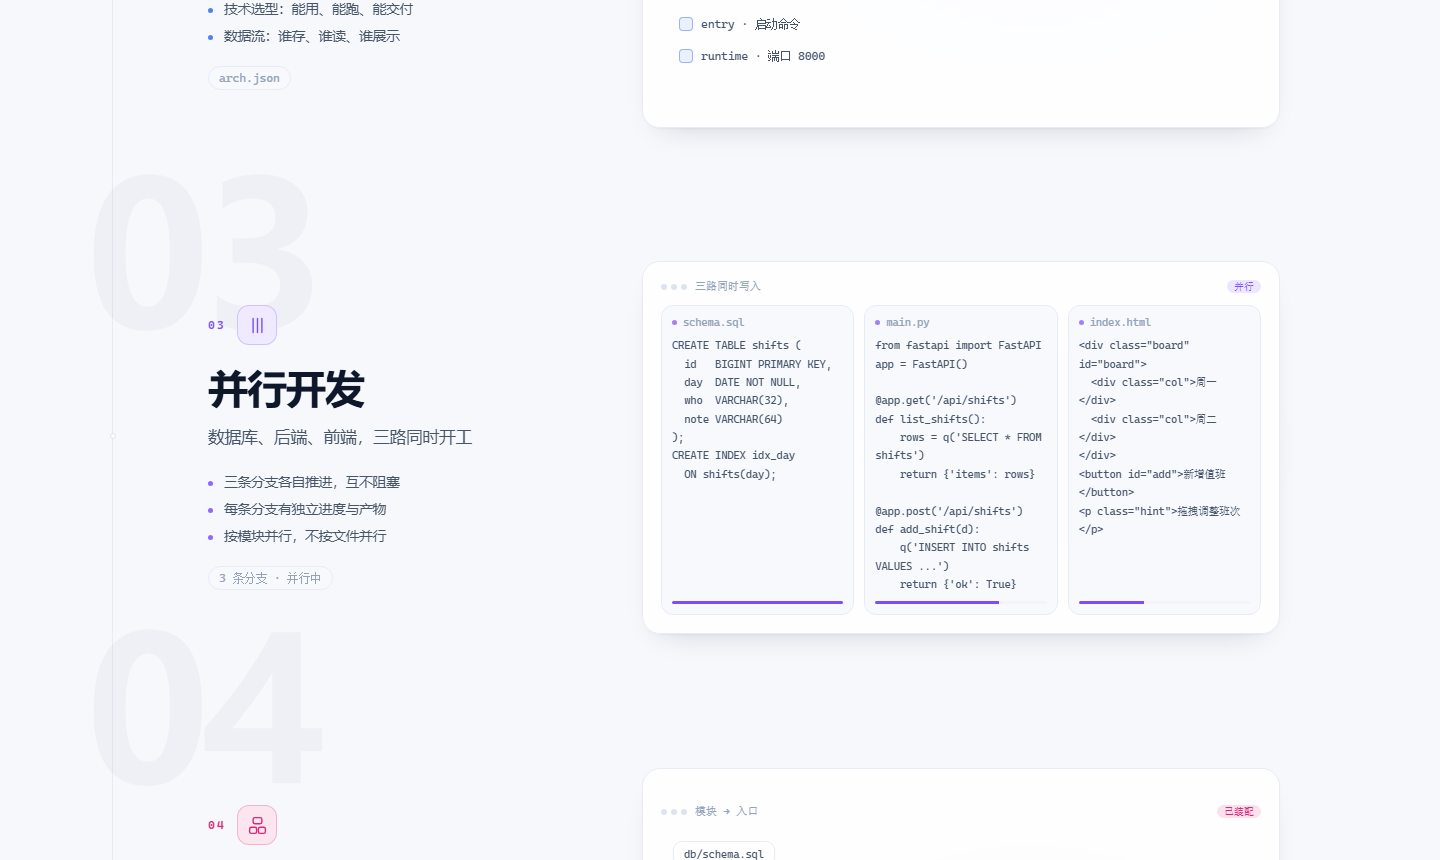 技术选型：能用、能跑、能交付
数据流：谁存、谁读、谁展示
arch.json
entry · 启动命令
runtime · 端口 8000
03
03
并行开发
数据库、后端、前端，三路同时开工
三条分支各自推进，互不阻塞
每条分支有独立进度与产物
按模块并行，不按文件并行
3 条分支 · 并行中
三路同时写入
并行
schema.sql
CREATE TABLE shifts (
  id   BIGINT PRIMARY KEY,
  day  DATE NOT NULL,
  who  VARCHAR(32),
  note VARCHAR(64)
);
CREATE INDEX idx_day
  ON shifts(day);
main.py
from fastapi import FastAPI
app = FastAPI()
@app.get('/api/shifts')
def list_shifts():
    rows = q('SELECT * FROM
shifts')
    return {'items': rows}
@app.post('/api/shifts')
def add_shift(d):
    q('INSERT INTO shifts
VALUES ...')
    return {'ok': True}
index.html
<div class="board"
id="board">
  <div class="col">周一
</div>
  <div class="col">周二
</div>
</div>
<button id="add">新增值班
</button>
<p class="hint">拖拽调整班次
</p>
04
04
模块 → 入口
已装配
db/schema.sql